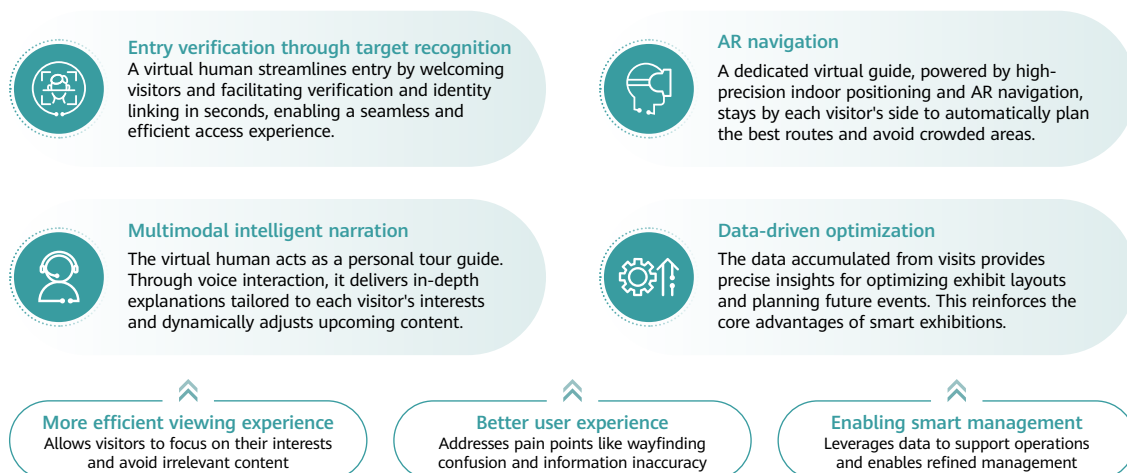 Entry verification through target recognition
A virtual human streamlines entry by welcoming
visitors and facilitating verification and identity
linking in seconds, enabling a seamless and
efficient access experience.
AR navigation
A dedicated virtual guide, powered by high-
precision indoor positioning and AR navigation,
stays by each visitor's side to automatically plan
the best routes and avoid crowded areas.
Multimodal intelligent narration
The virtual human acts as a personal tour guide.
Through voice interaction, it delivers in-depth
explanations tailored to each visitor's interests
and dynamically adjusts upcoming content.
Data-driven optimization
The data accumulated from visits provides
precise insights for optimizing exhibit layouts
and planning future events. This reinforces the
core advantages of smart exhibitions.
More efficient viewing experience
Allows visitors to focus on their interests
and avoid irrelevant content
Better user experience
Addresses pain points like wayfinding
confusion and information inaccuracy
Enabling smart management
Leverages data to support operations
and enables refined management